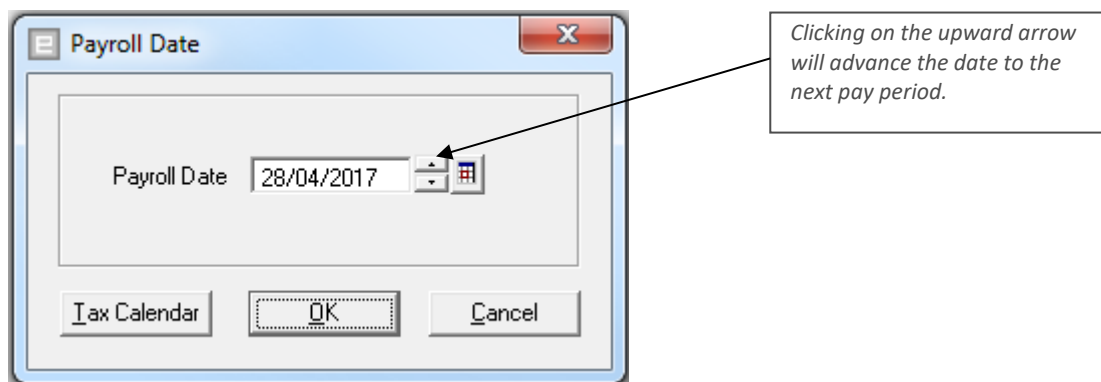 Payroll Date
Clicking on the upward arrow
will advance the date to the
next pay period.
Payroll Date 28/04/2017
Tax Calendar OK Cancel